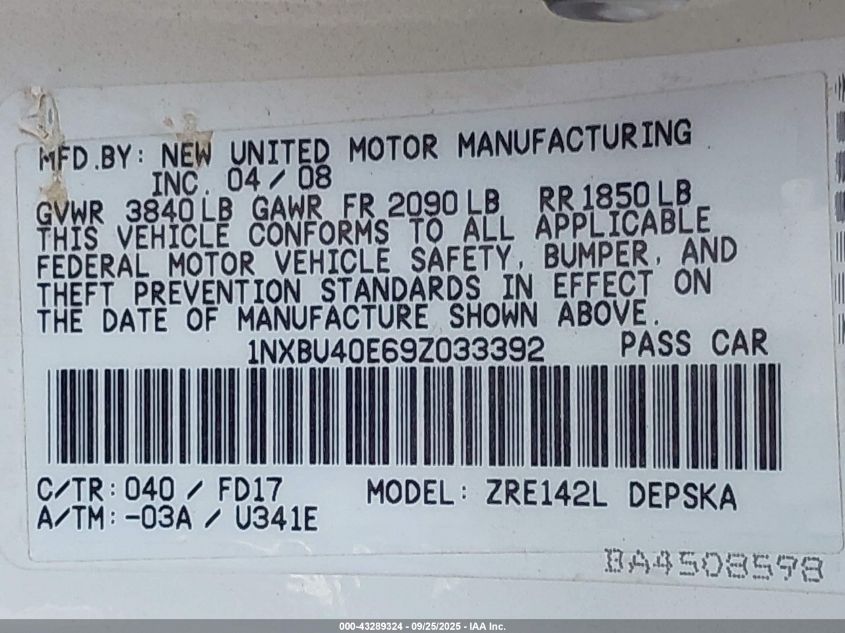 MFD.BY: NEW UNITED MOTOR MANUFACTURING
INC. 04 / 08
GVWR 3840 LB GAWR FR 2090 LB RR 1850 LB
THIS VEHICLE CONFORMS TO ALL APPLICABLE
FEDERAL MOTOR VEHICLE SAFETY, BUMPER, AND
THEFT PREVENTION STANDARDS IN EFFECT ON
THE DATE OF MANUFACTURE SHOWN ABOVE.
1NXBU40E69Z033392 PASS CAR
C/TR: 040 / FD17 MODEL: ZRE142L DEPSKA
A/TM: -03A / U341E
BA4508598
000-43289324 - 09/25/2025 - IAA Inc.